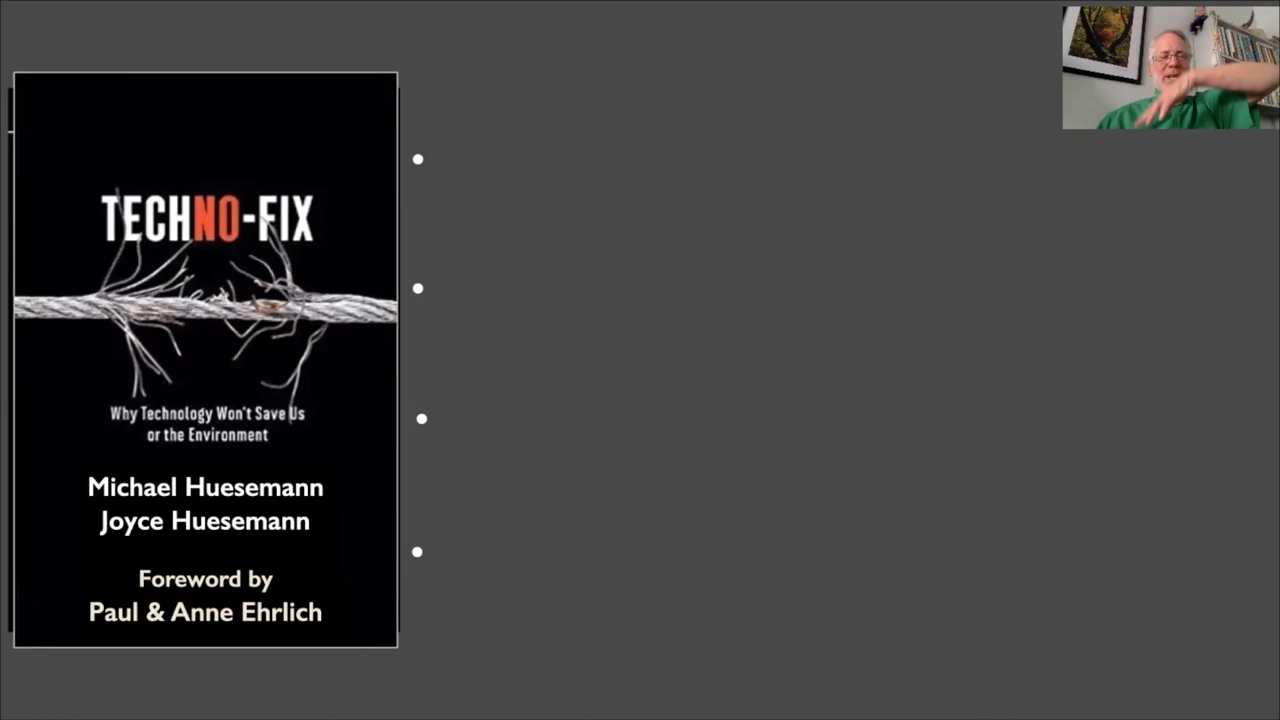 TECHNO-FIX
Why Technology Won't Save Us
or the Environment
Michael Huesemann
Joyce Huesemann
Foreword by
Paul & Anne Ehrlich